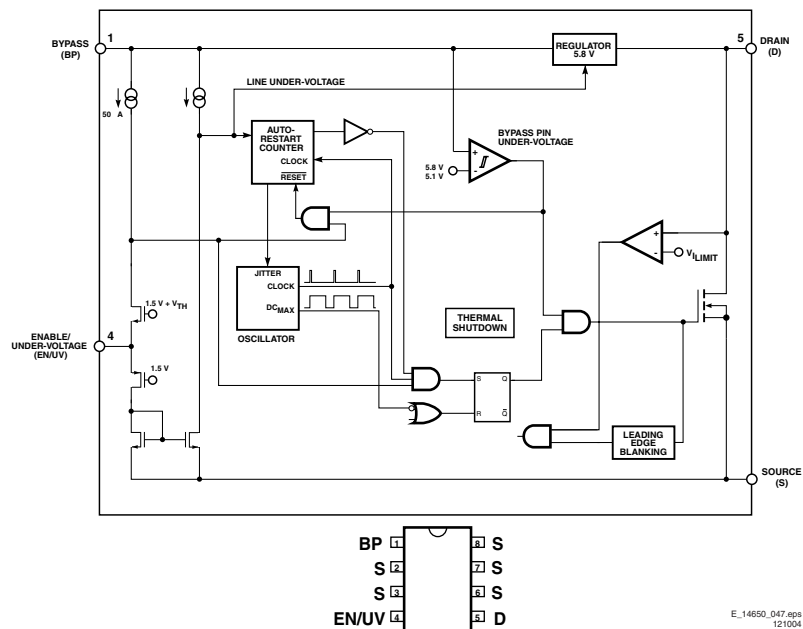 BYPASS
(BP)
1
REGULATOR
5.8 V
5
DRAIN
(D)
LINE UNDER-VOLTAGE
50 A
AUTO-
RESTART
COUNTER
CLOCK
RESET
BYPASS PIN
UNDER-VOLTAGE
+
5.8 V
5.1 V
-
+
-
VILIMIT
JITTER
CLOCK
DCMAX
OSCILLATOR
1.5 V + VTH
THERMAL
SHUTDOWN
ENABLE/
UNDER-VOLTAGE
(EN/UV)
4
1.5 V
S
Q
R
Q
LEADING
EDGE
BLANKING
SOURCE
(S)
BP 1
8 S
S 2
7 S
S 3
6 S
EN/UV 4
5 D
E_14650_047.eps
121004